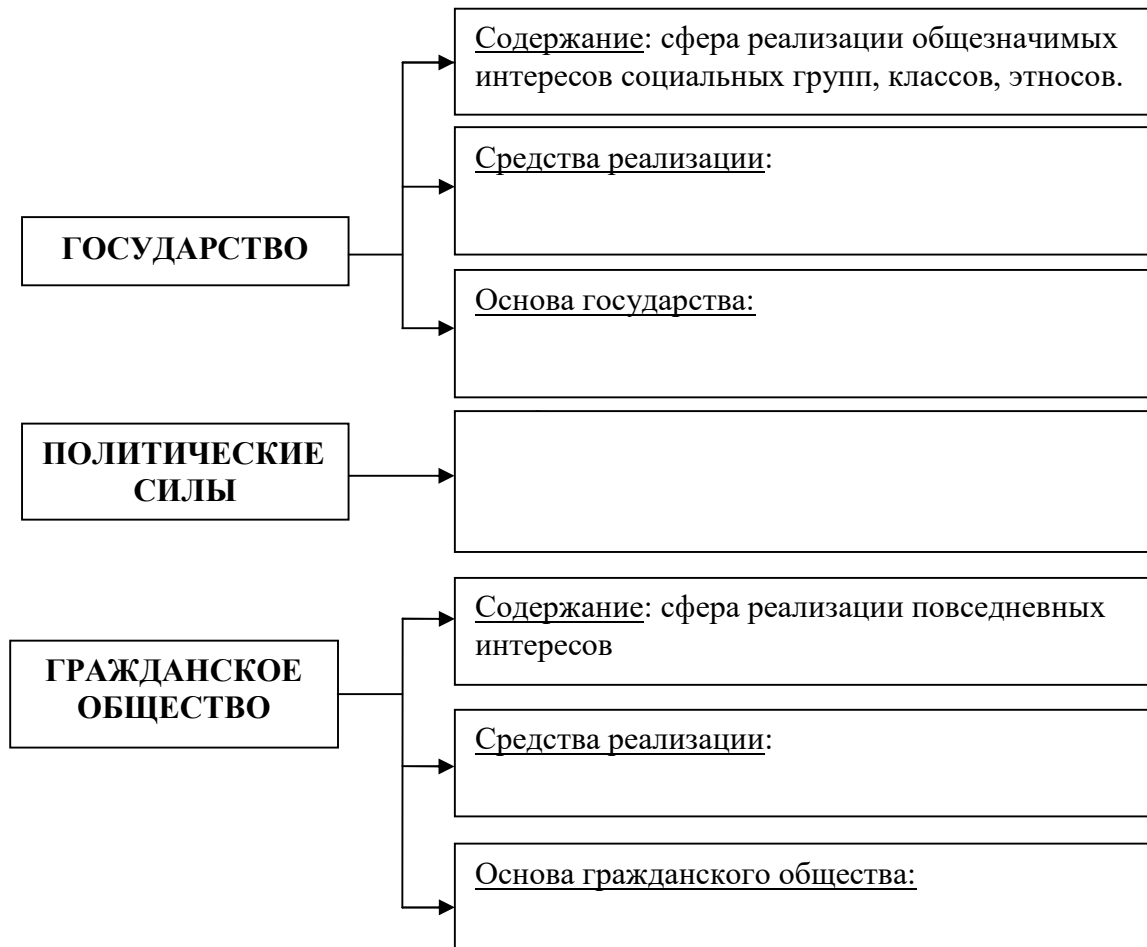 Содержание: сфера реализации общезначимых
интересов социальных групп, классов, этносов.
Средства реализации:
ГОСУДАРСТВО
Основа государства:
ПОЛИТИЧЕСКИЕ
СИЛЫ
Содержание: сфера реализации повседневных
интересов
ГРАЖДАНСКОЕ
ОБЩЕСТВО
Средства реализации:
Основа гражданского общества: